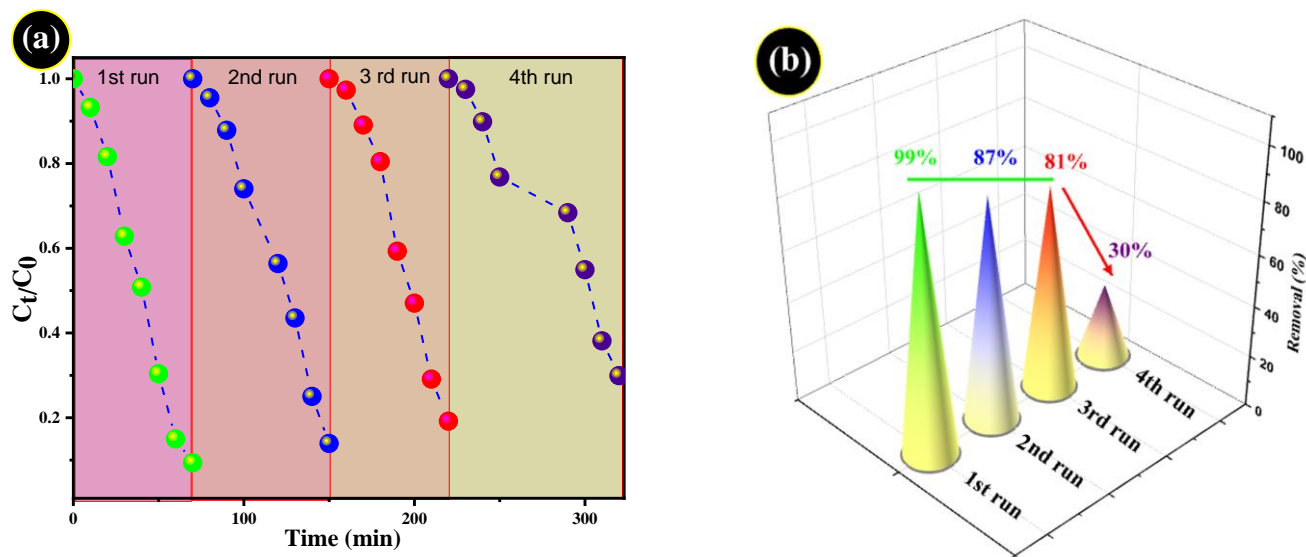 (a)
1st run 2nd run 3 rd run 4th run
1.0
0.8
0.6
0.4
0.2
Ct/C0
0 100 200 300
Time (min)
(b)
99% 87% 81%
30%
100
80
60
40
20
0
Removal (%)
1st run
2nd run
3rd run
4th run